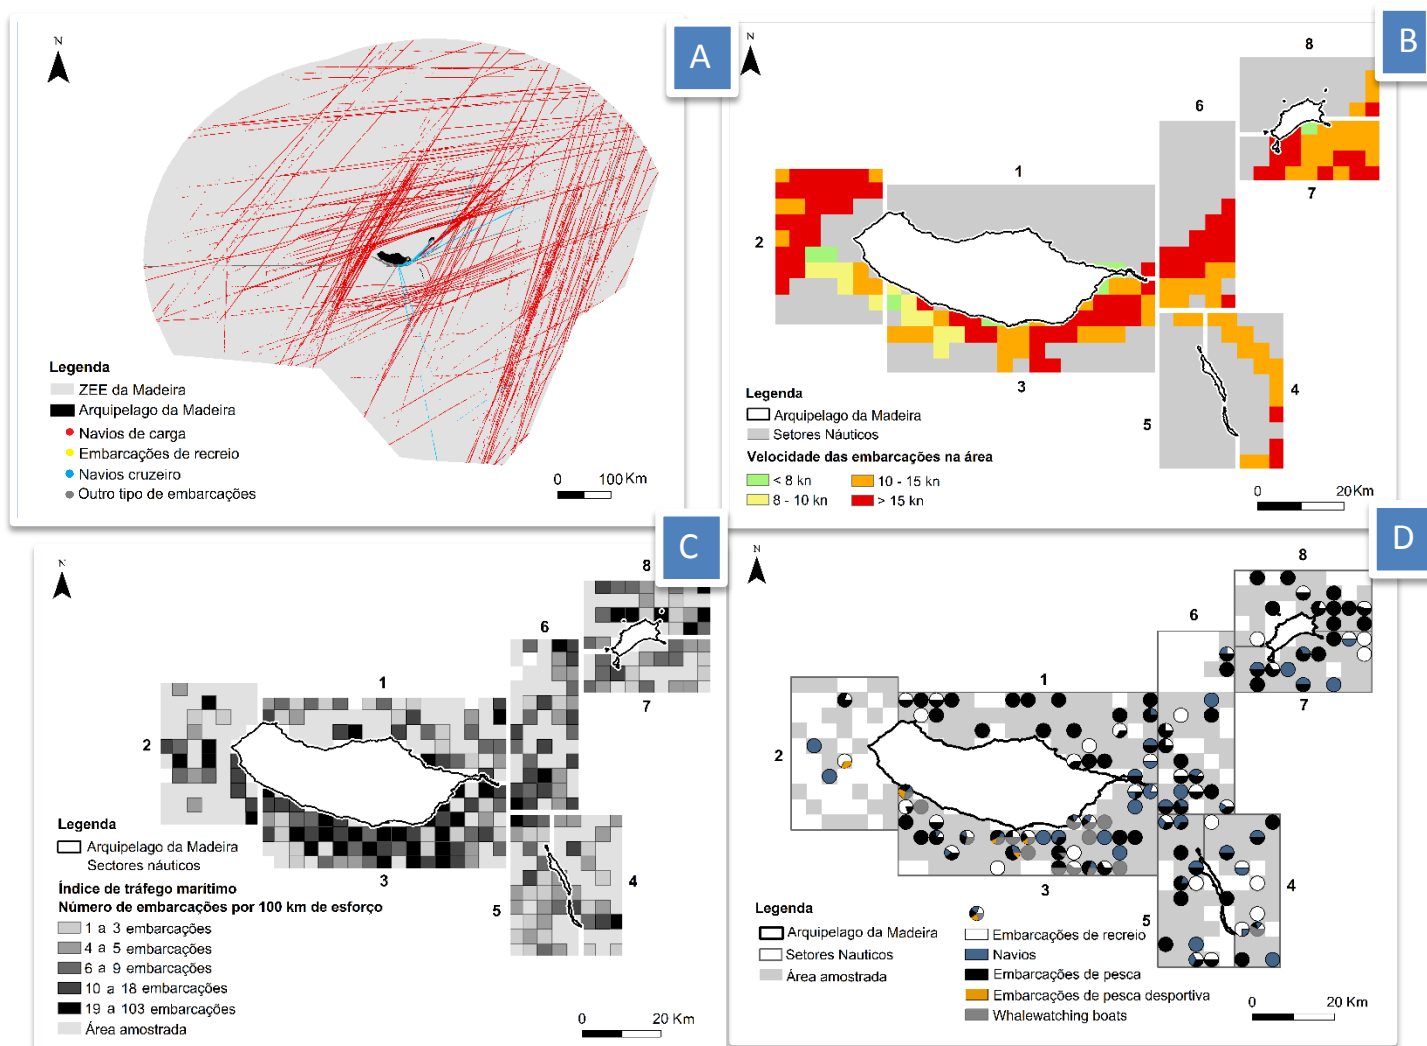 A
N
Legenda
ZEE da Madeira
Arquipelago da Madeira
Navios de carga
Embarcações de recreio
Navios cruzeiro
Outro tipo de embarcações
0 100 Km
B
N
8
6
1
7
2
4
3
5
Legenda
Arquipelago da Madeira
Setores Náuticos
Velocidade das embarcações na área
< 8 kn
10 - 15 kn
8 - 10 kn
> 15 kn
0 20 Km
C
N
8
6
1
7
2
4
3
5
Legenda
Arquipelago da Madeira
Sectores náuticos
Índice de tráfego marítimo
Número de embarcações por 100 km de esforço
1 a 3 embarcações
4 a 5 embarcações
6 a 9 embarcações
10 a 18 embarcações
19 a 103 embarcações
Área amostrada
0 20 Km
D
N
8
6
1
7
2
4
3
5
Legenda
Arquipelago da Madeira
Setores Nauticos
Área amostrada
Embarcações de recreio
Navios
Embarcações de pesca
Embarcações de pesca desportiva
Whalewatching boats
0 20 Km